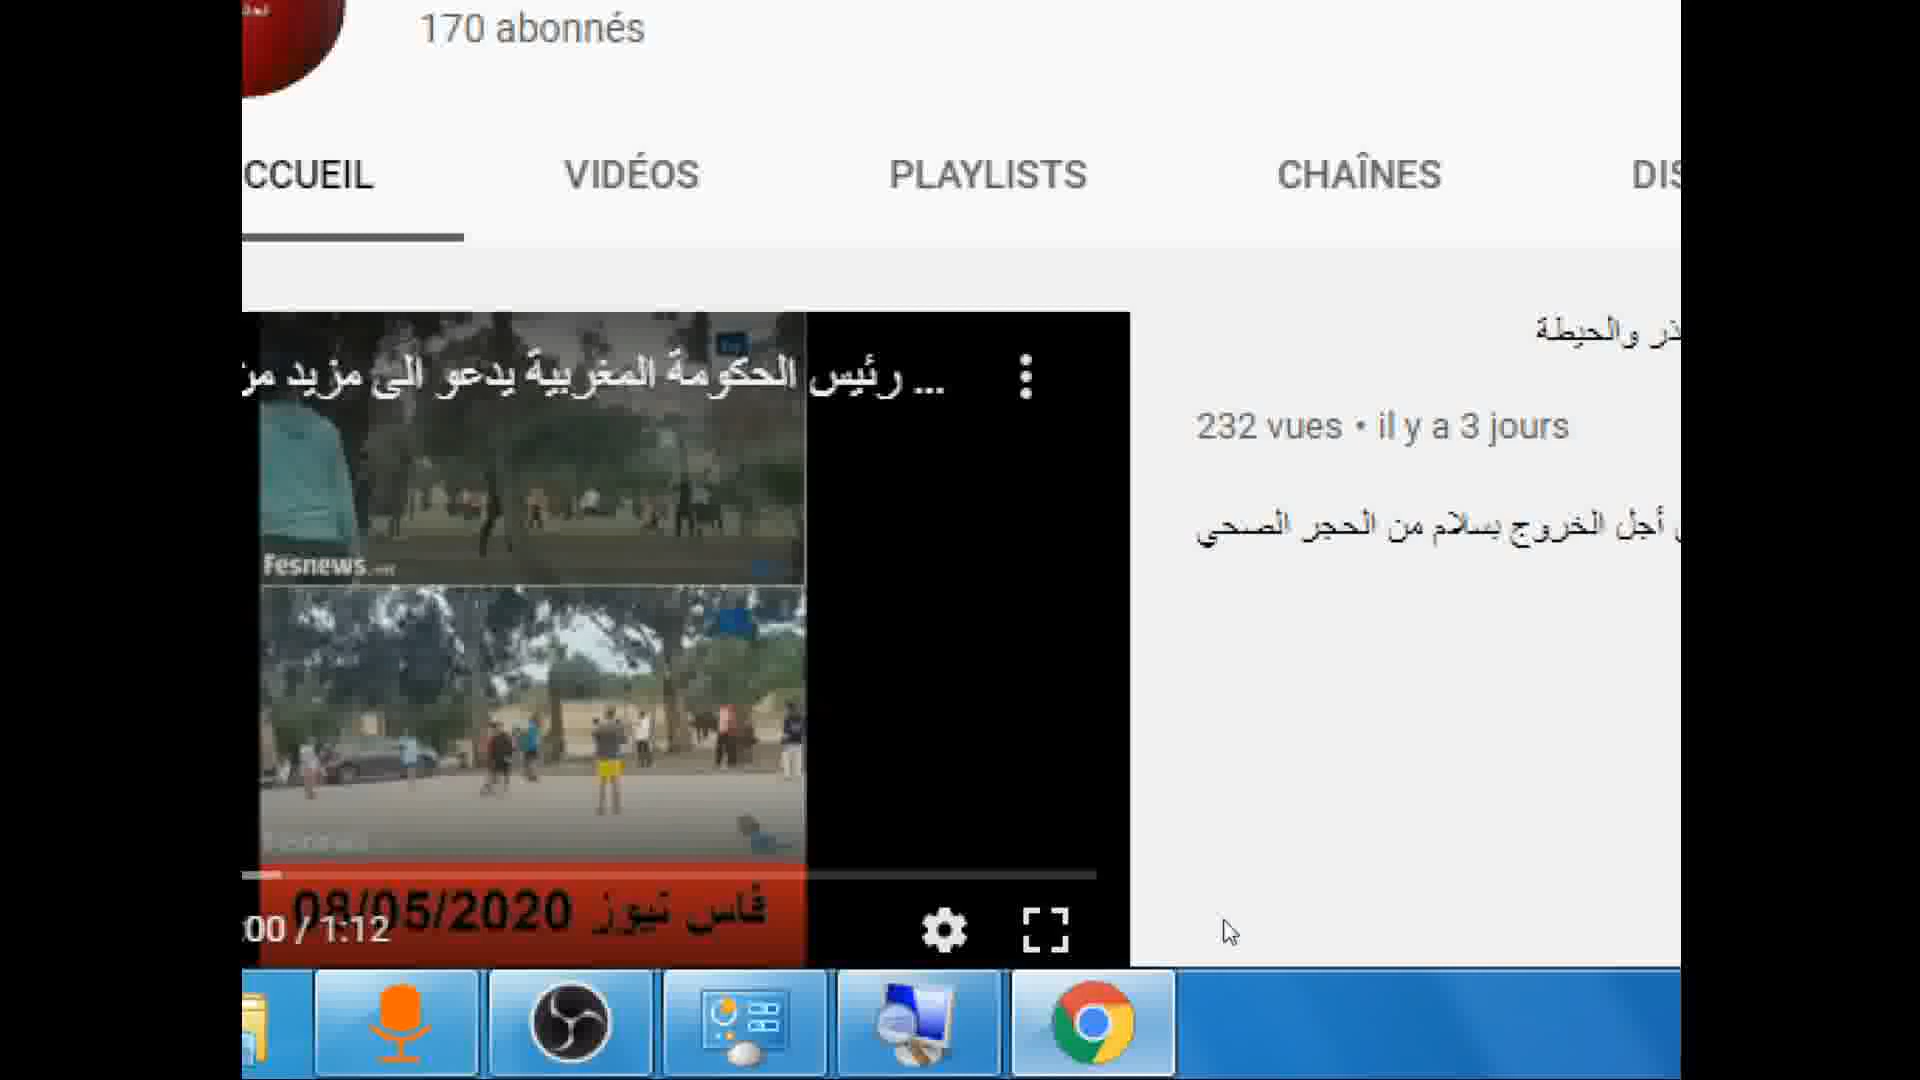 170 abonnés
CCUEIL VIDÉOS PLAYLISTS CHAÎNES DIS
ذر والحيطة
رئيس الحكومة المغربية يدعو الى مزيد من ...
232 vues • il y a 3 jours
أجل الخروج بسلام من الحجر الصحي
Fesnews
فاس نيوز 08/05/2020
:00 / 1:12